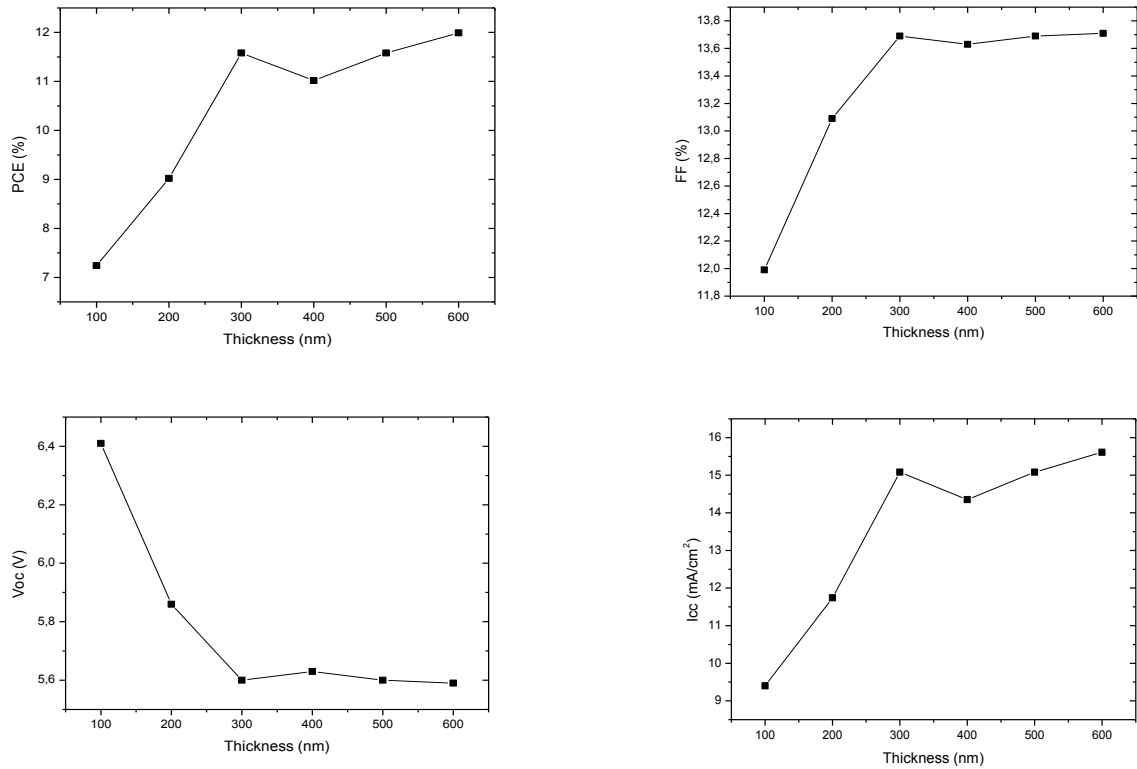 12
11
10
9
8
7
PCE (%)
100 200 300 400 500 600
Thickness (nm)
13,8
13,6
13,4
13,2
13,0
12,8
12,6
12,4
12,2
12,0
11,8
FF (%)
100 200 300 400 500 600
Thickness (nm)
6,4
6,2
6,0
5,8
5,6
Voc (V)
100 200 300 400 500 600
Thickness (nm)
16
15
14
13
12
11
10
9
Icc (mA/cm²)
100 200 300 400 500 600
Thickness (nm)